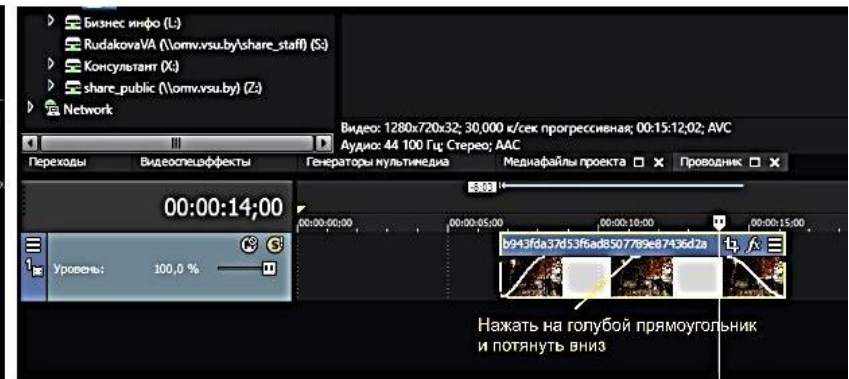 Бизнес инфо (L:)
RudakovaVA (\\omv.vsu.by\share_staff) (S:)
Консультант (X:)
share_public (\\omv.vsu.by) (Z:)
Network
Видео: 1280x720x32; 30,000 к/сек прогрессивная; 00:15:12;02; AVC
Аудио: 44 100 Гц; Стерео; AAC
Переходы Видеоспецэффекты Генераторы мультимедиа Медиафайлы проекта Проводник
-6;03
00:00:14;00
00:00:00;00 00:00:05;00 00:00:10;00 00:00:15;00
b943fda37d53f6ad8507789e87436d2a
1 Уровень: 100,0 %
Нажать на голубой прямоугольник
и потянуть вниз